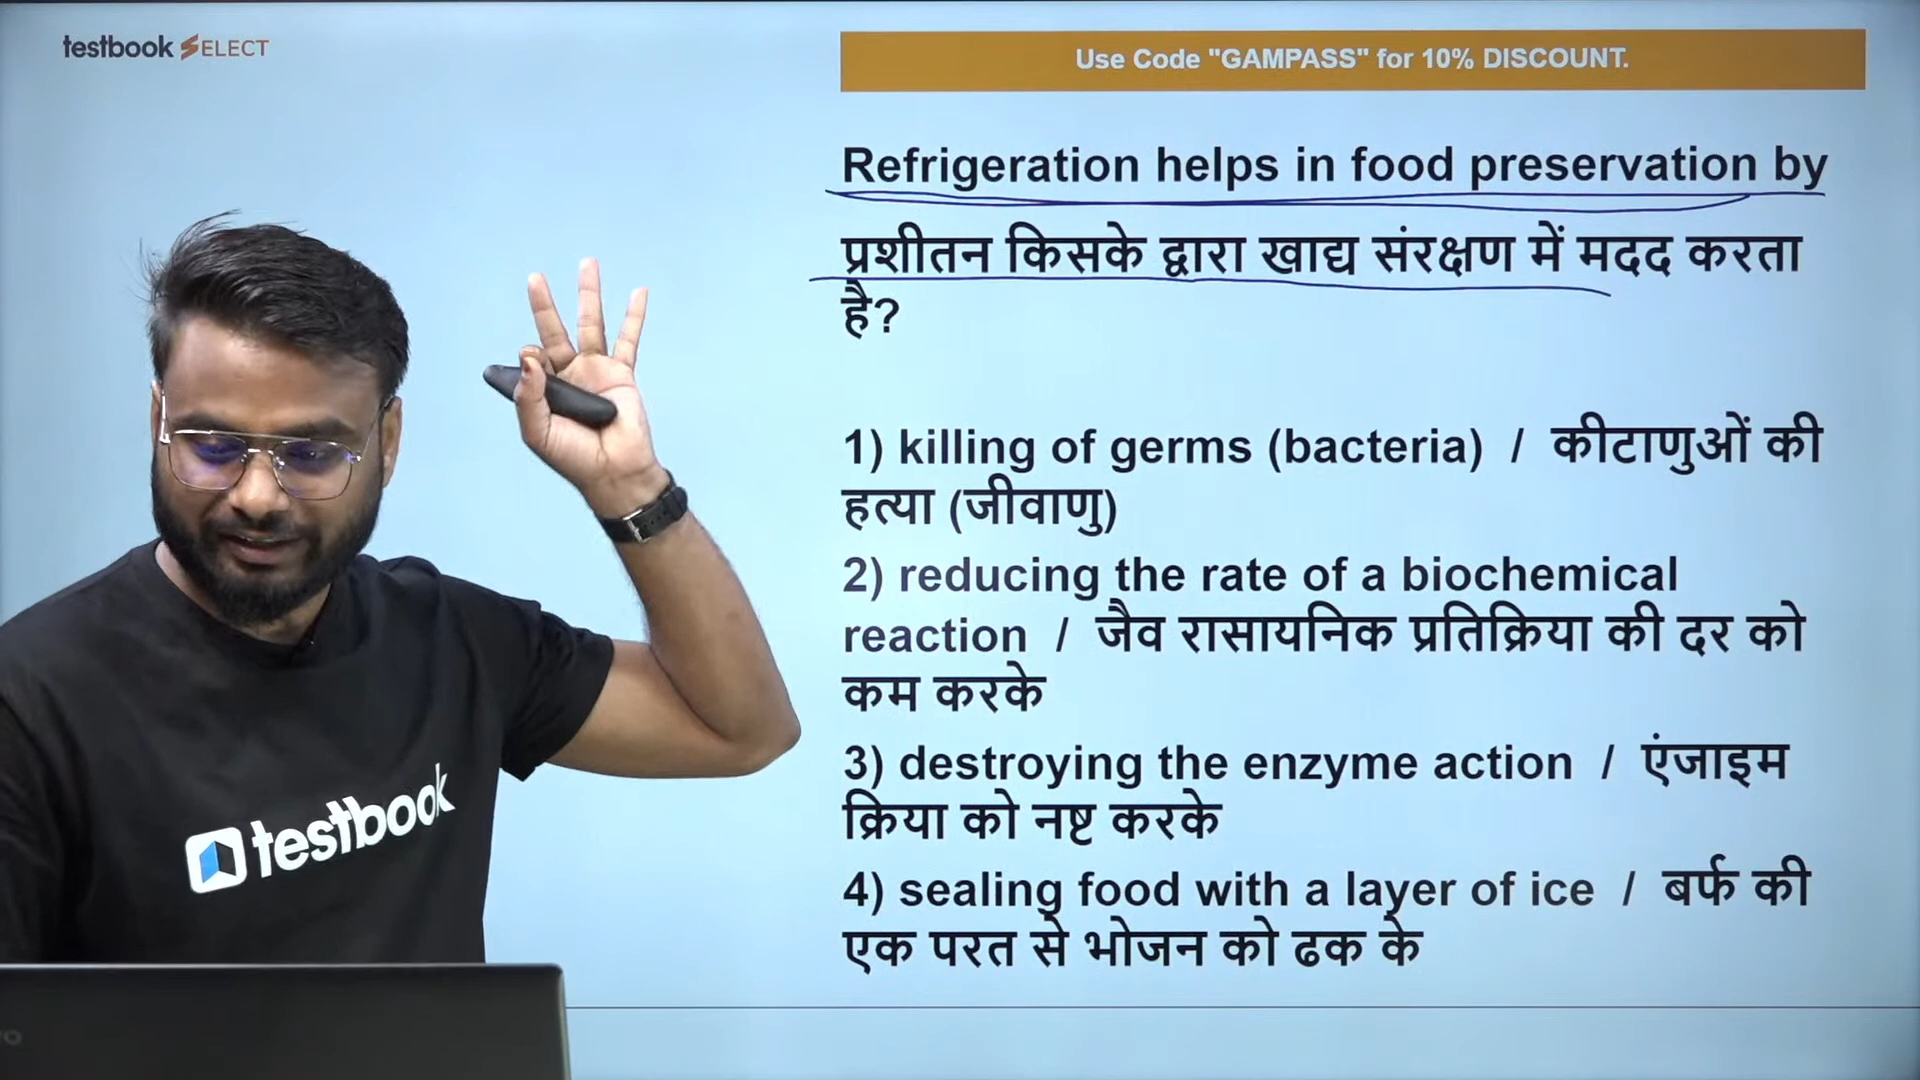 testbook SELECT
Use Code "GAMPASS" for 10% DISCOUNT.
Refrigeration helps in food preservation by
प्रशीतन किसके द्वारा खाद्य संरक्षण में मदद करता
है?
1) killing of germs (bacteria) / कीटाणुओं की
हत्या (जीवाणु)
2) reducing the rate of a biochemical
reaction / जैव रासायनिक प्रतिक्रिया की दर को
कम करके
3) destroying the enzyme action / एंजाइम
क्रिया को नष्ट करके
4) sealing food with a layer of ice / बर्फ की
एक परत से भोजन को ढक के
testbook